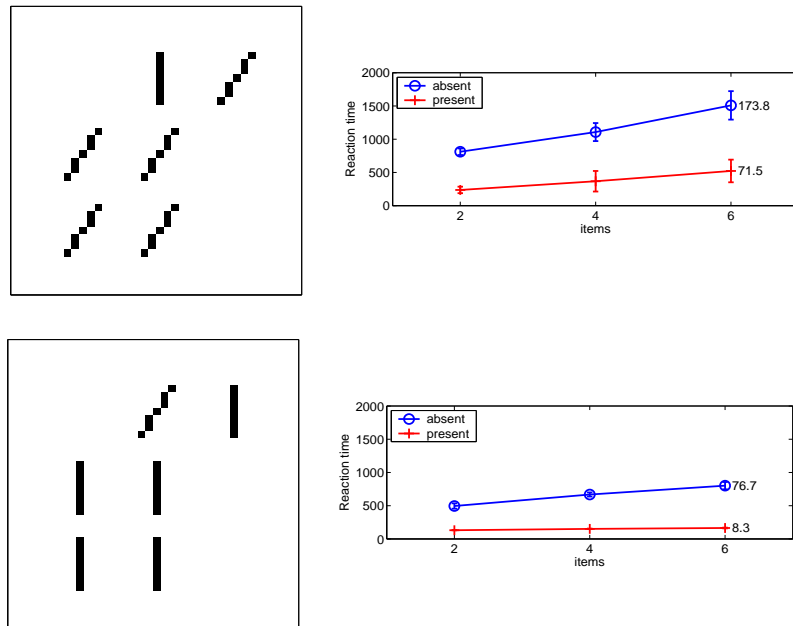 2000
absent
present
1500
173.8
1000
Reaction time
500
71.5
0
2 4 6
items
2000
absent
present
1500
1000
Reaction time
76.7
500
8.3
0
2 4 6
items